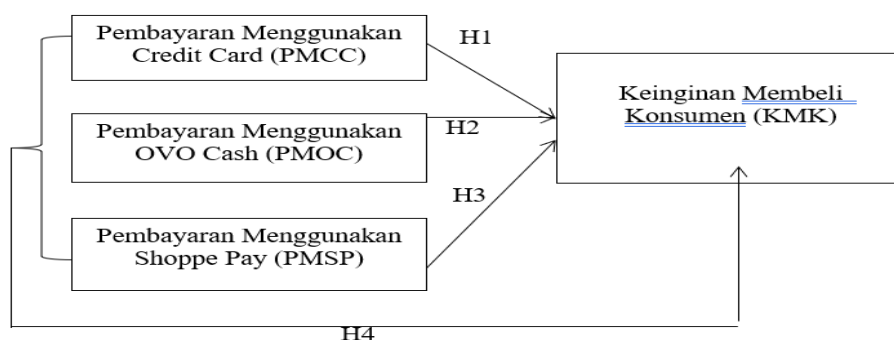 Pembayaran Menggunakan
Credit Card (PMCC)
H1
Keinginan Membeli
Konsumen (KMK)
Pembayaran Menggunakan
OVO Cash (PMOC)
H2
H3
Pembayaran Menggunakan
Shoppe Pay (PMSP)
H4